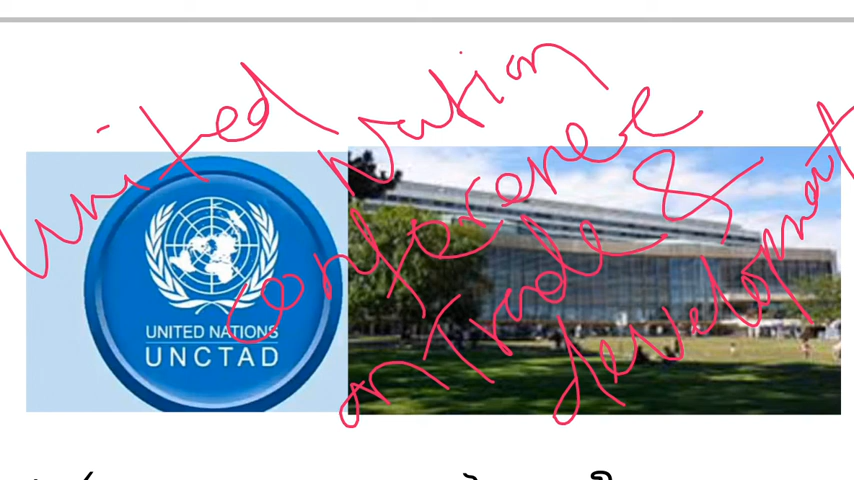 United Nation
Conference
on Trade &
development
UNITED NATIONS
UNCTAD